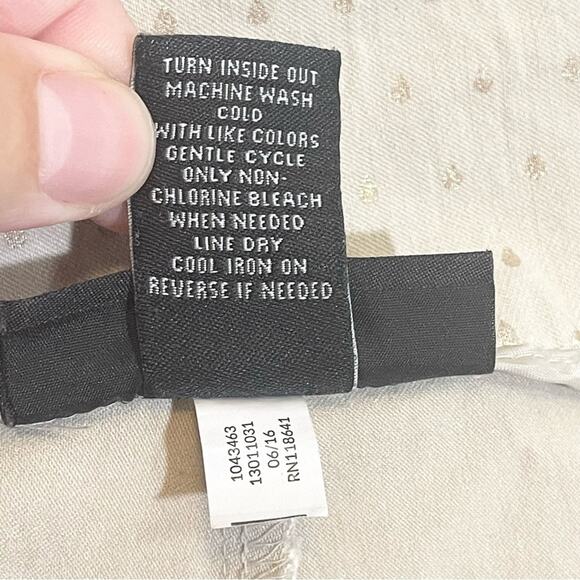 TURN INSIDE OUT
MACHINE WASH
COLD
WITH LIKE COLORS
GENTLE CYCLE
ONLY NON-
CHLORINE BLEACH
WHEN NEEDED
LINE DRY
COOL IRON ON
REVERSE IF NEEDED
1043463
13011031
06/16
RN118641